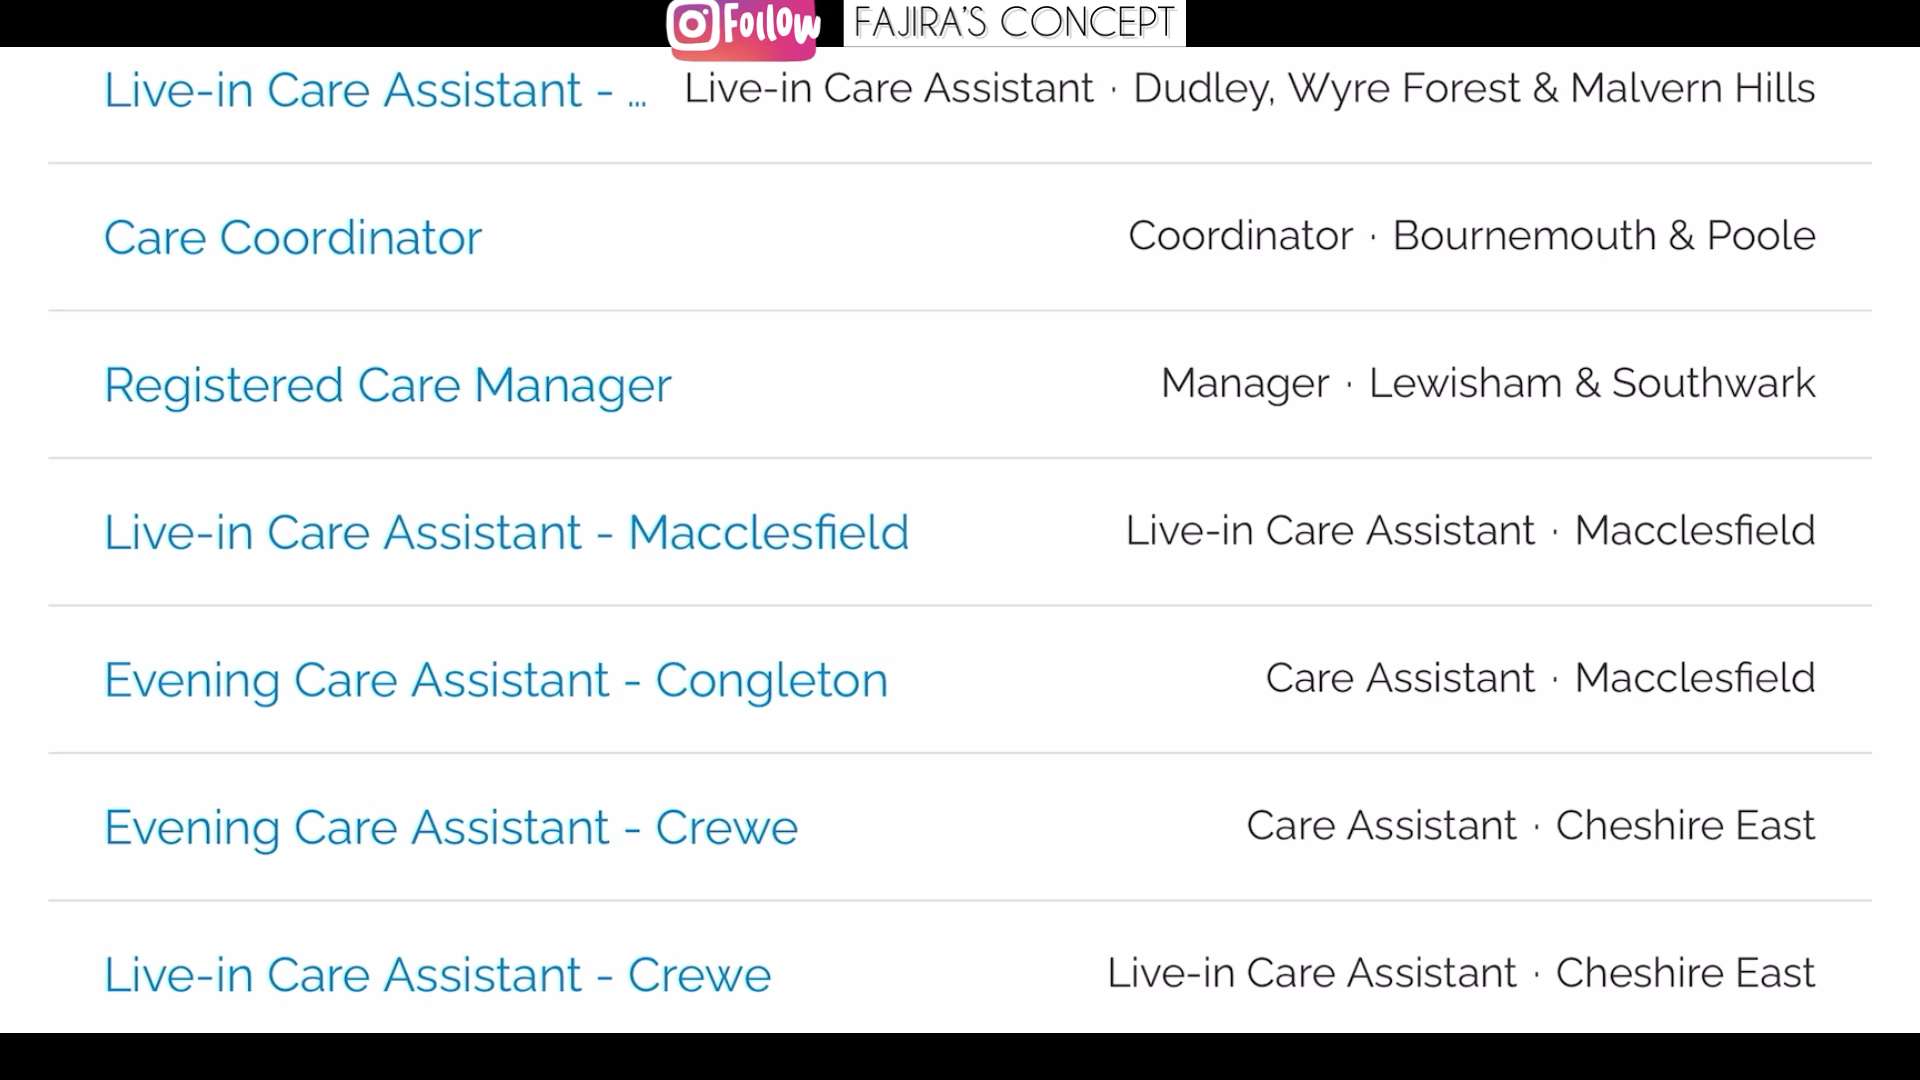 Follow FAJIRA'S CONCEPT
Live-in Care Assistant - ... Live-in Care Assistant · Dudley, Wyre Forest & Malvern Hills
Care Coordinator Coordinator · Bournemouth & Poole
Registered Care Manager Manager · Lewisham & Southwark
Live-in Care Assistant - Macclesfield Live-in Care Assistant · Macclesfield
Evening Care Assistant - Congleton Care Assistant · Macclesfield
Evening Care Assistant - Crewe Care Assistant · Cheshire East
Live-in Care Assistant - Crewe Live-in Care Assistant · Cheshire East